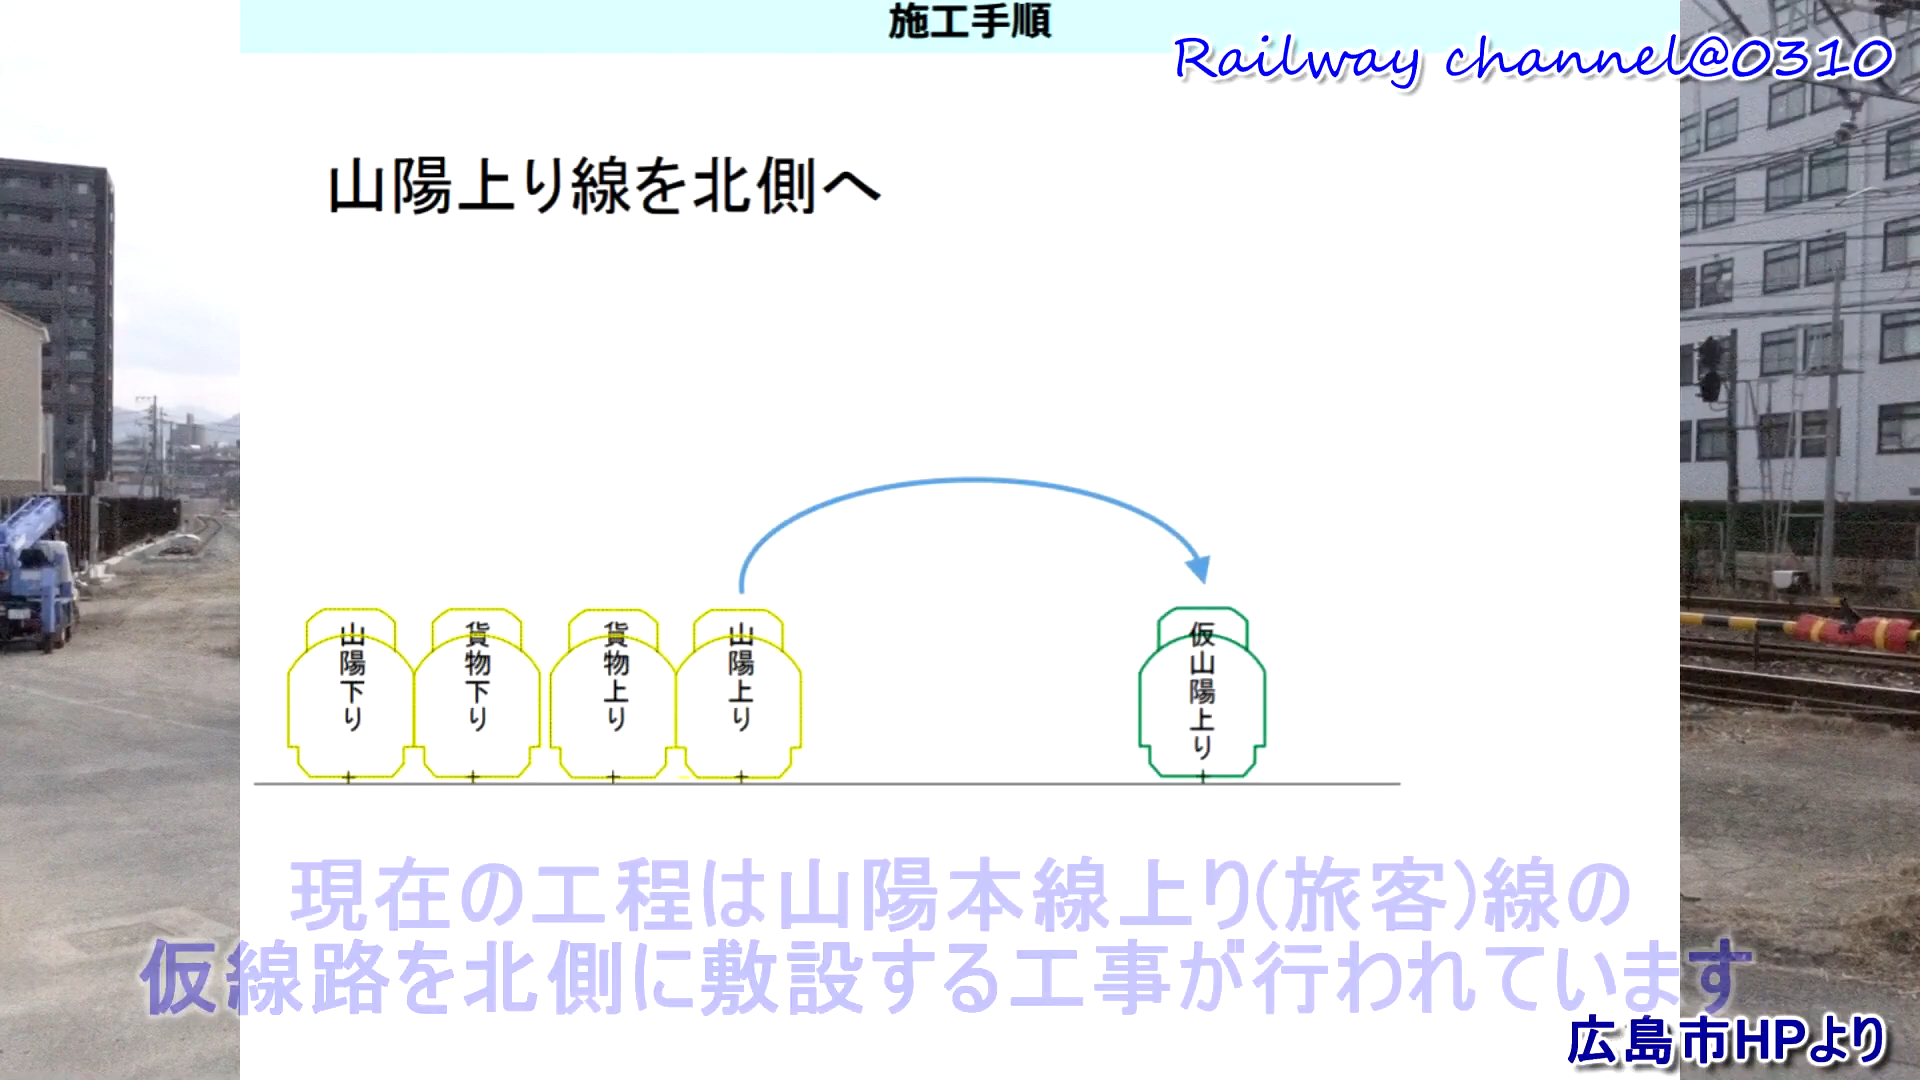 施工手順
Railway channel@0310
山陽上り線を北側へ
山陽下り
貨物下り
貨物上り
山陽上り
仮山陽上り
現在の工程は山陽本線上り(旅客)線の
仮線路を北側に敷設する工事が行われています
広島市HPより